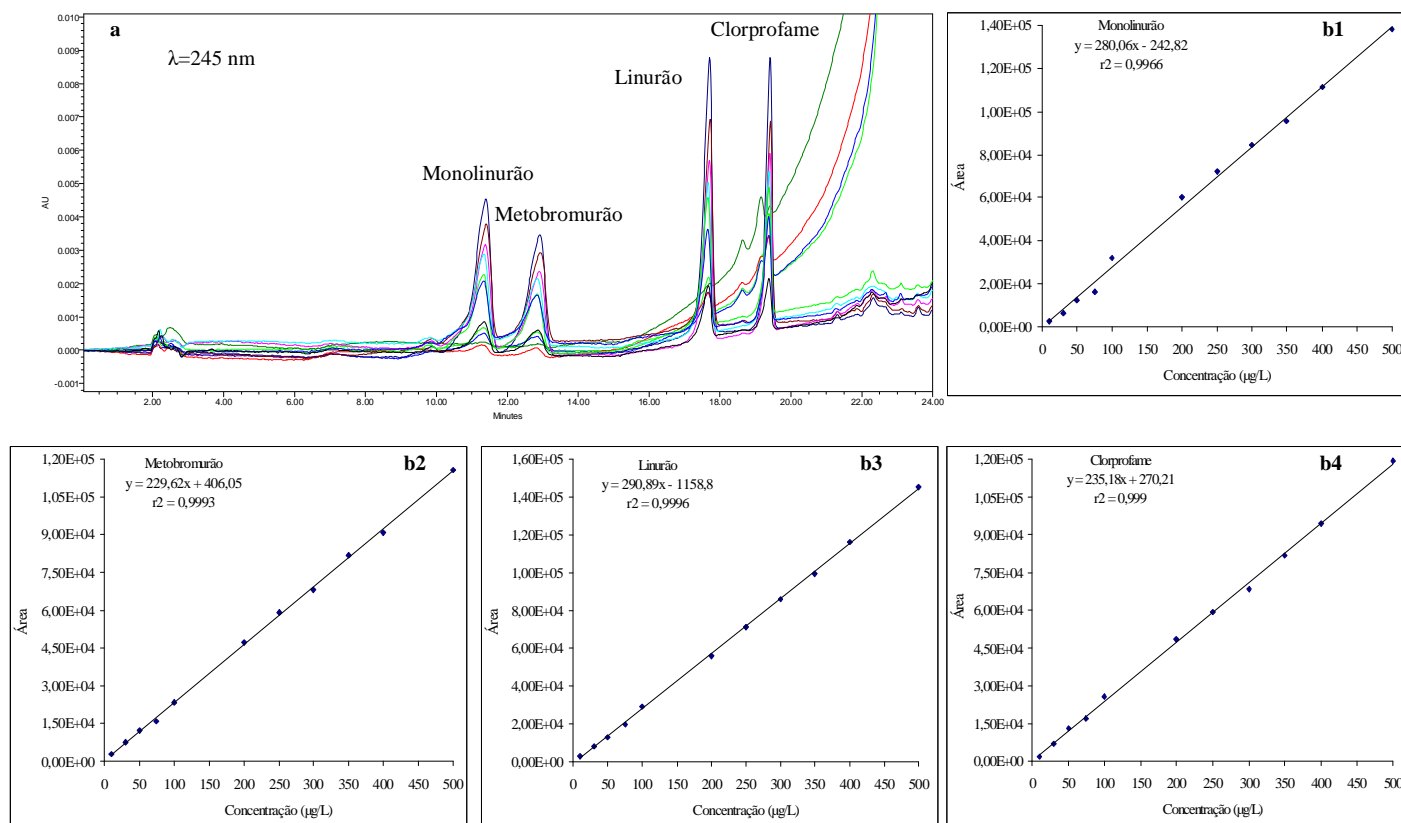 a
λ=245 nm
Clorprofame
Linurão
Monolinurão
Metobromurão
AU
0.010
0.009
0.008
0.007
0.006
0.005
0.004
0.003
0.002
0.001
0.000
-0.001
2.00 4.00 6.00 8.00 10.00 12.00 14.00 16.00 18.00 20.00 22.00 24.00
Minutes
b1
Monolinurão
y = 280,06x - 242,82
r2 = 0,9966
Área
1,40E+05
1,20E+05
1,00E+05
8,00E+04
6,00E+04
4,00E+04
2,00E+04
0,00E+00
0 50 100 150 200 250 300 350 400 450 500
Concentração (µg/L)
b2
Metobromurão
y = 229,62x + 406,05
r2 = 0,9993
Área
1,20E+05
1,05E+05
9,00E+04
7,50E+04
6,00E+04
4,50E+04
3,00E+04
1,50E+04
0,00E+00
0 50 100 150 200 250 300 350 400 450 500
Concentração (µg/L)
b3
Linurão
y = 290,89x - 1158,8
r2 = 0,9996
Área
1,60E+05
1,40E+05
1,20E+05
1,00E+05
8,00E+04
6,00E+04
4,00E+04
2,00E+04
0,00E+00
0 50 100 150 200 250 300 350 400 450 500
Concentração (µg/L)
b4
Clorprofame
y = 235,18x + 270,21
r2 = 0,999
Área
1,20E+05
1,05E+05
9,00E+04
7,50E+04
6,00E+04
4,50E+04
3,00E+04
1,50E+04
0,00E+00
0 50 100 150 200 250 300 350 400 450 500
Concentração (µg/L)